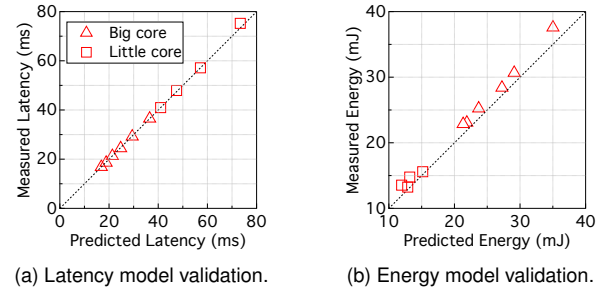 Measured Latency (ms)
80
60
40
20
0
0
20
40
60
80
Predicted Latency (ms)
Big core
Little core
(a) Latency model validation.
Measured Energy (mJ)
40
30
20
10
10
20
30
40
Predicted Energy (mJ)
(b) Energy model validation.